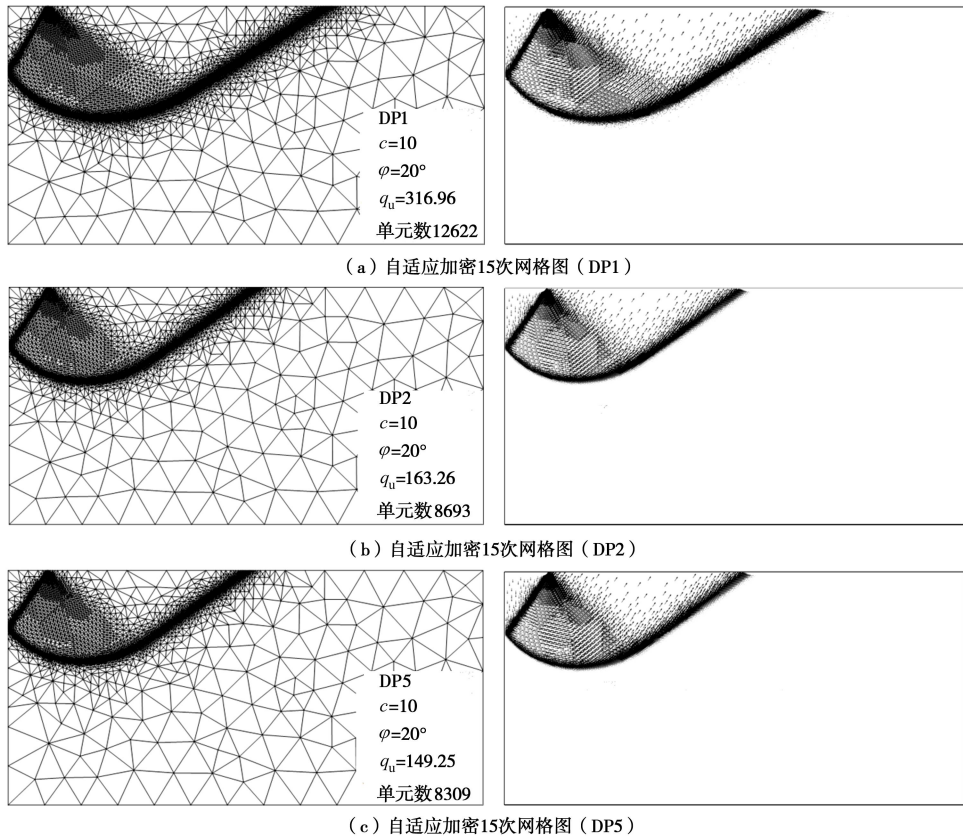 DP1
c=10
φ=20°
qu=316.96
单元数12622
（a）自适应加密15次网格图（DP1）
DP2
c=10
φ=20°
qu=163.26
单元数8693
（b）自适应加密15次网格图（DP2）
DP5
c=10
φ=20°
qu=149.25
单元数8309
（c）自适应加密15次网格图（DP5）